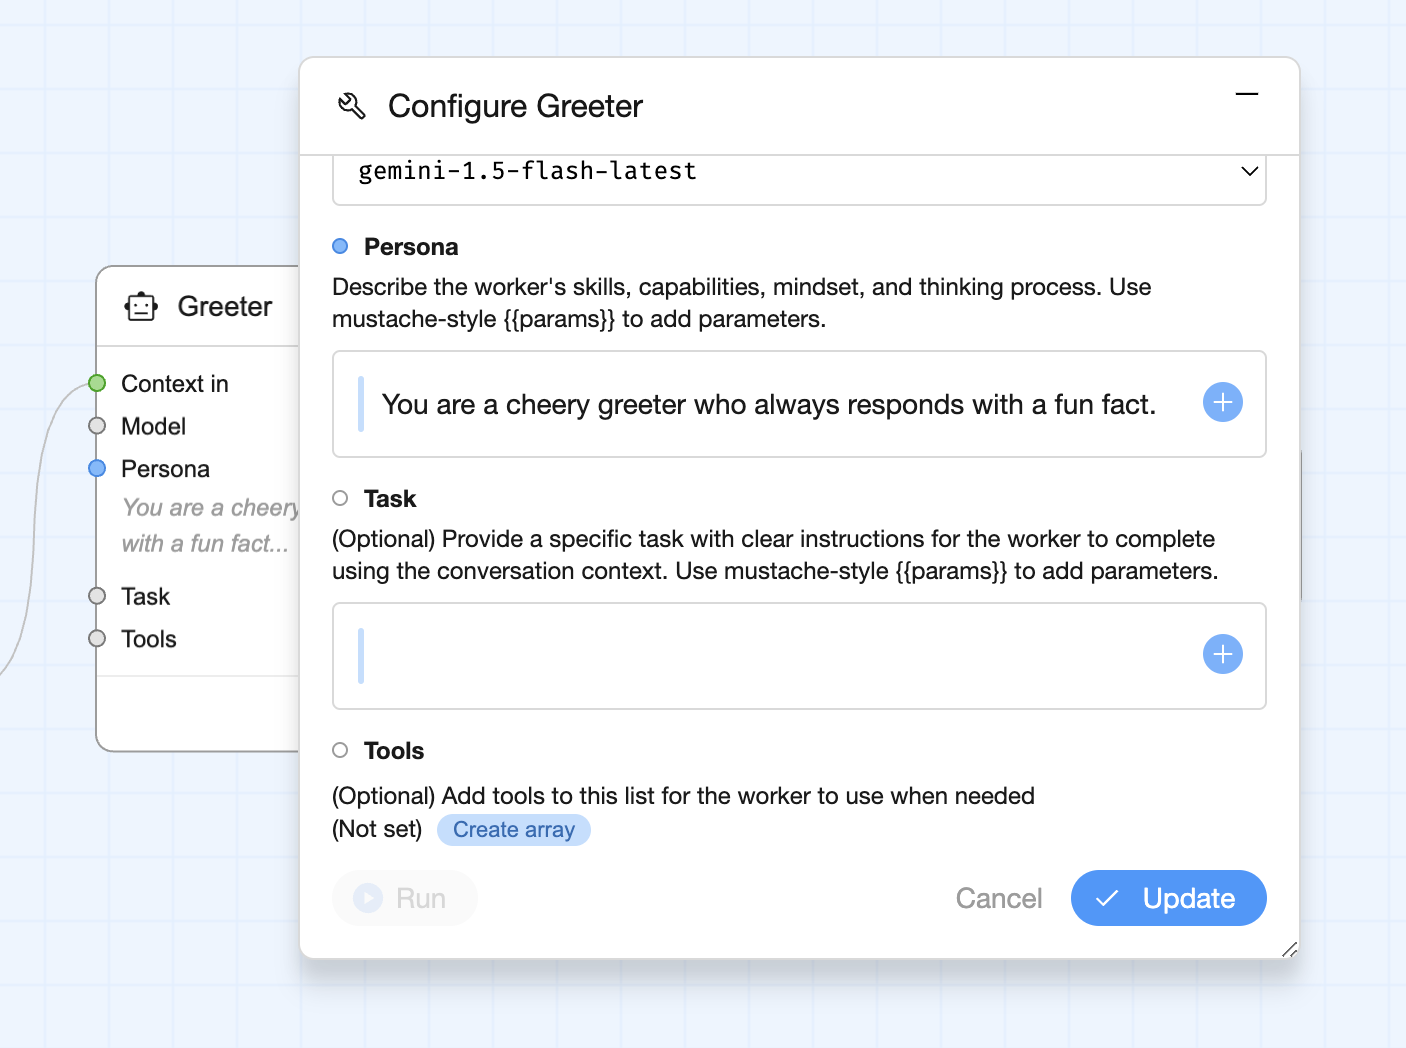 Configure Greeter
gemini-1.5-flash-latest
Persona
Describe the worker's skills, capabilities, mindset, and thinking process. Use
mustache-style {{params}} to add parameters.
You are a cheery greeter who always responds with a fun fact.
Task
(Optional) Provide a specific task with clear instructions for the worker to complete
using the conversation context. Use mustache-style {{params}} to add parameters.
Tools
(Optional) Add tools to this list for the worker to use when needed
(Not set) Create array
Run
Cancel
Update
Greeter
Context in
Model
Persona
You are a cheery
with a fun fact...
Task
Tools